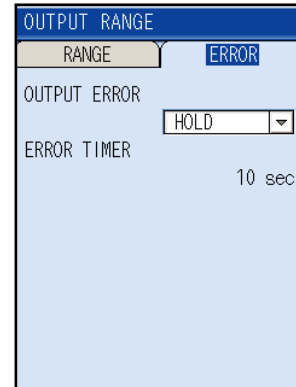 OUTPUT RANGE
RANGE ERROR
OUTPUT ERROR
HOLD
ERROR TIMER
10 sec